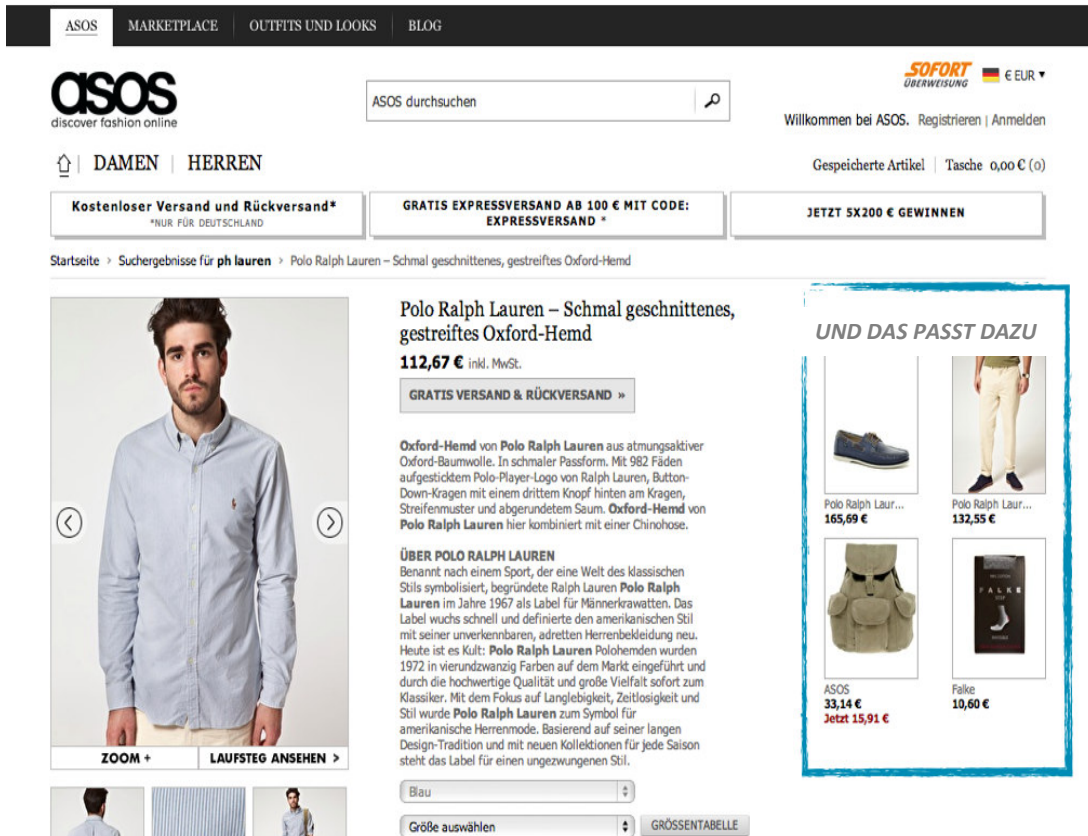 ASOS MARKETPLACE OUTFITS UND LOOKS BLOG
asos
discover fashion online
ASOS durchsuchen
SOFORT
ÜBERWEISUNG
€ EUR
Willkommen bei ASOS. Registrieren | Anmelden
DAMEN | HERREN
Gespeicherte Artikel | Tasche 0,00 € (0)
Kostenloser Versand und Rückversand*
*NUR FÜR DEUTSCHLAND
GRATIS EXPRESSVERSAND AB 100 € MIT CODE:
EXPRESSVERSAND *
JETZT 5X200 € GEWINNEN
Startseite > Suchergebnisse für ph lauren > Polo Ralph Lauren – Schmal geschnittenes, gestreiftes Oxford-Hemd
Polo Ralph Lauren – Schmal geschnittenes,
gestreiftes Oxford-Hemd
112,67 € inkl. MwSt.
GRATIS VERSAND & RÜCKVERSAND »
Oxford-Hemd von Polo Ralph Lauren aus atmungsaktiver
Oxford-Baumwolle. In schmaler Passform. Mit 982 Fäden
aufgesticktem Polo-Player-Logo von Ralph Lauren, Button-
Down-Kragen mit einem drittem Knopf hinten am Kragen,
Streifenmuster und abgerundetem Saum. Oxford-Hemd von
Polo Ralph Lauren hier kombiniert mit einer Chinohose.
ÜBER POLO RALPH LAUREN
Benannt nach einem Sport, der eine Welt des klassischen
Stils symbolisiert, begründete Ralph Lauren Polo Ralph
Lauren im Jahre 1967 als Label für Männerkrawatten. Das
Label wuchs schnell und definierte den amerikanischen Stil
mit seiner unverkennbaren, adretten Herrenbekleidung neu.
Heute ist es Kult: Polo Ralph Lauren Polohemden wurden
1972 in vierundzwanzig Farben auf dem Markt eingeführt und
durch die hochwertige Qualität und große Vielfalt sofort zum
Klassiker. Mit dem Fokus auf Langlebigkeit, Zeitlosigkeit und
Stil wurde Polo Ralph Lauren zum Symbol für
amerikanische Herrenmode. Basierend auf seiner langen
Design-Tradition und mit neuen Kollektionen für jede Saison
steht das Label für einen ungezwungenen Stil.
Blau
Größe auswählen
GRÖSSENTABELLE
ZOOM +
LAUFSTEG ANSEHEN >
UND DAS PASST DAZU
Polo Ralph Laur...
165,69 €
Polo Ralph Laur...
132,55 €
FALKE
ASOS
33,14 €
Jetzt 15,91 €
Falke
10,60 €